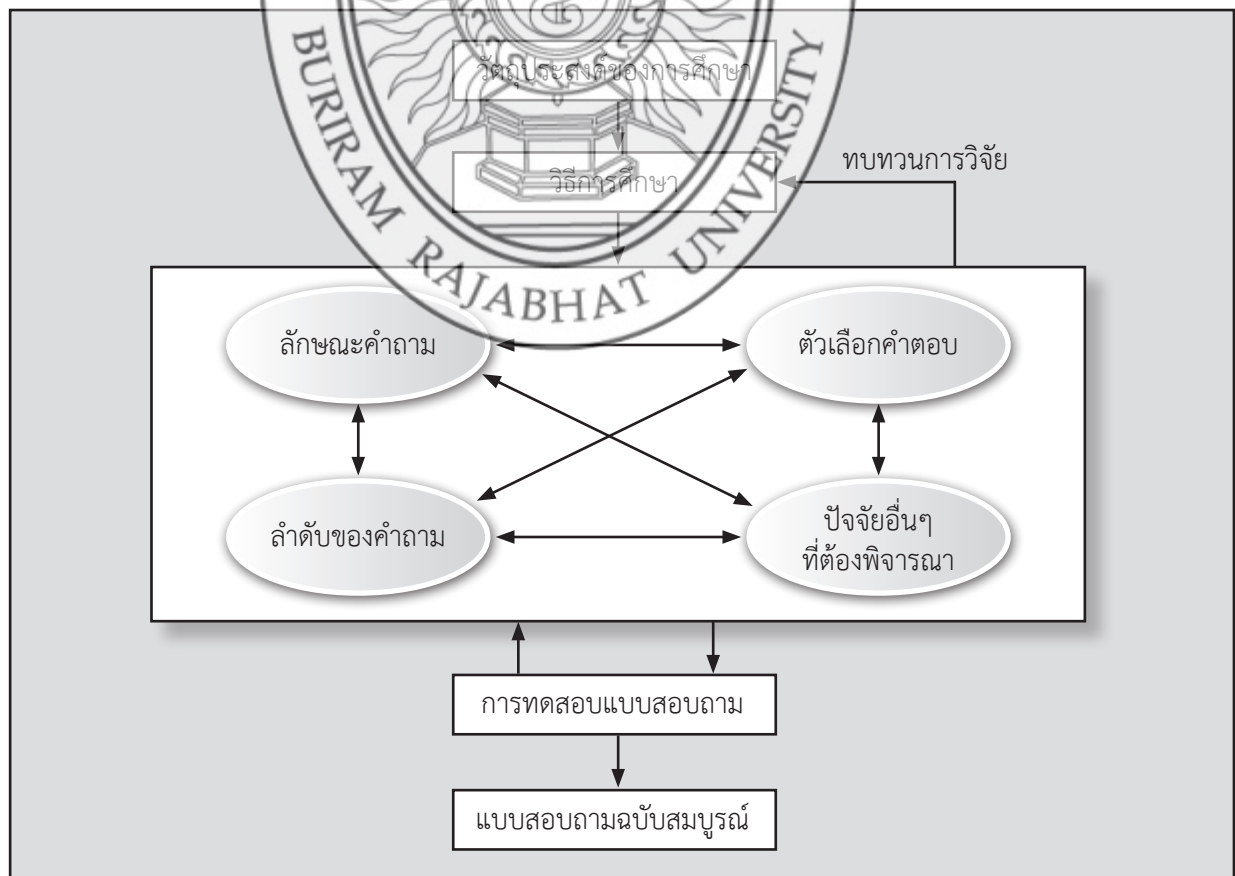 วัตถุประสงค์ของการศึกษา
วิธีการศึกษา
ทบทวนการวิจัย
BURIRAM RAJABHAT UNIVERSITY
ลักษณะคำถาม
ตัวเลือกคำตอบ
ลำดับของคำถาม
ปัจจัยอื่นๆ
ที่ต้องพิจารณา
การทดสอบแบบสอบถาม
แบบสอบถามฉบับสมบูรณ์